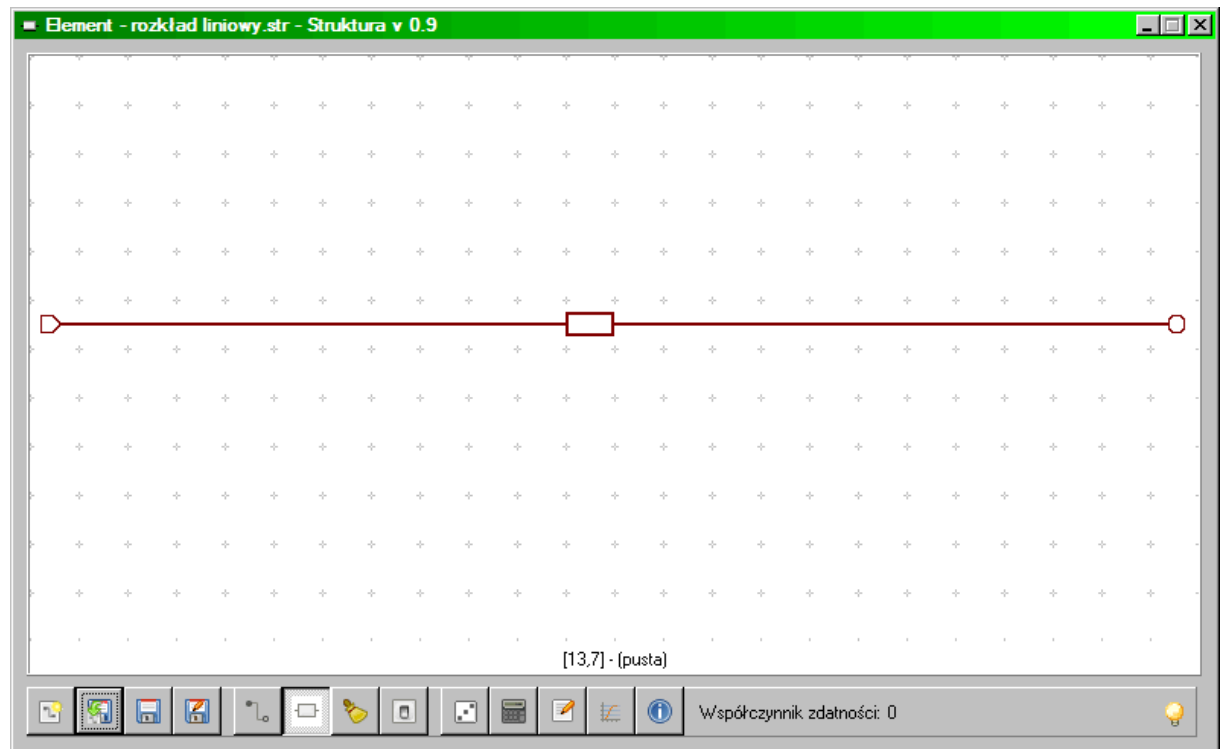 Element - rozkład liniowy.str - Struktura v 0.9
[13,7] - (pusta)
Współczynnik zdatności: 0